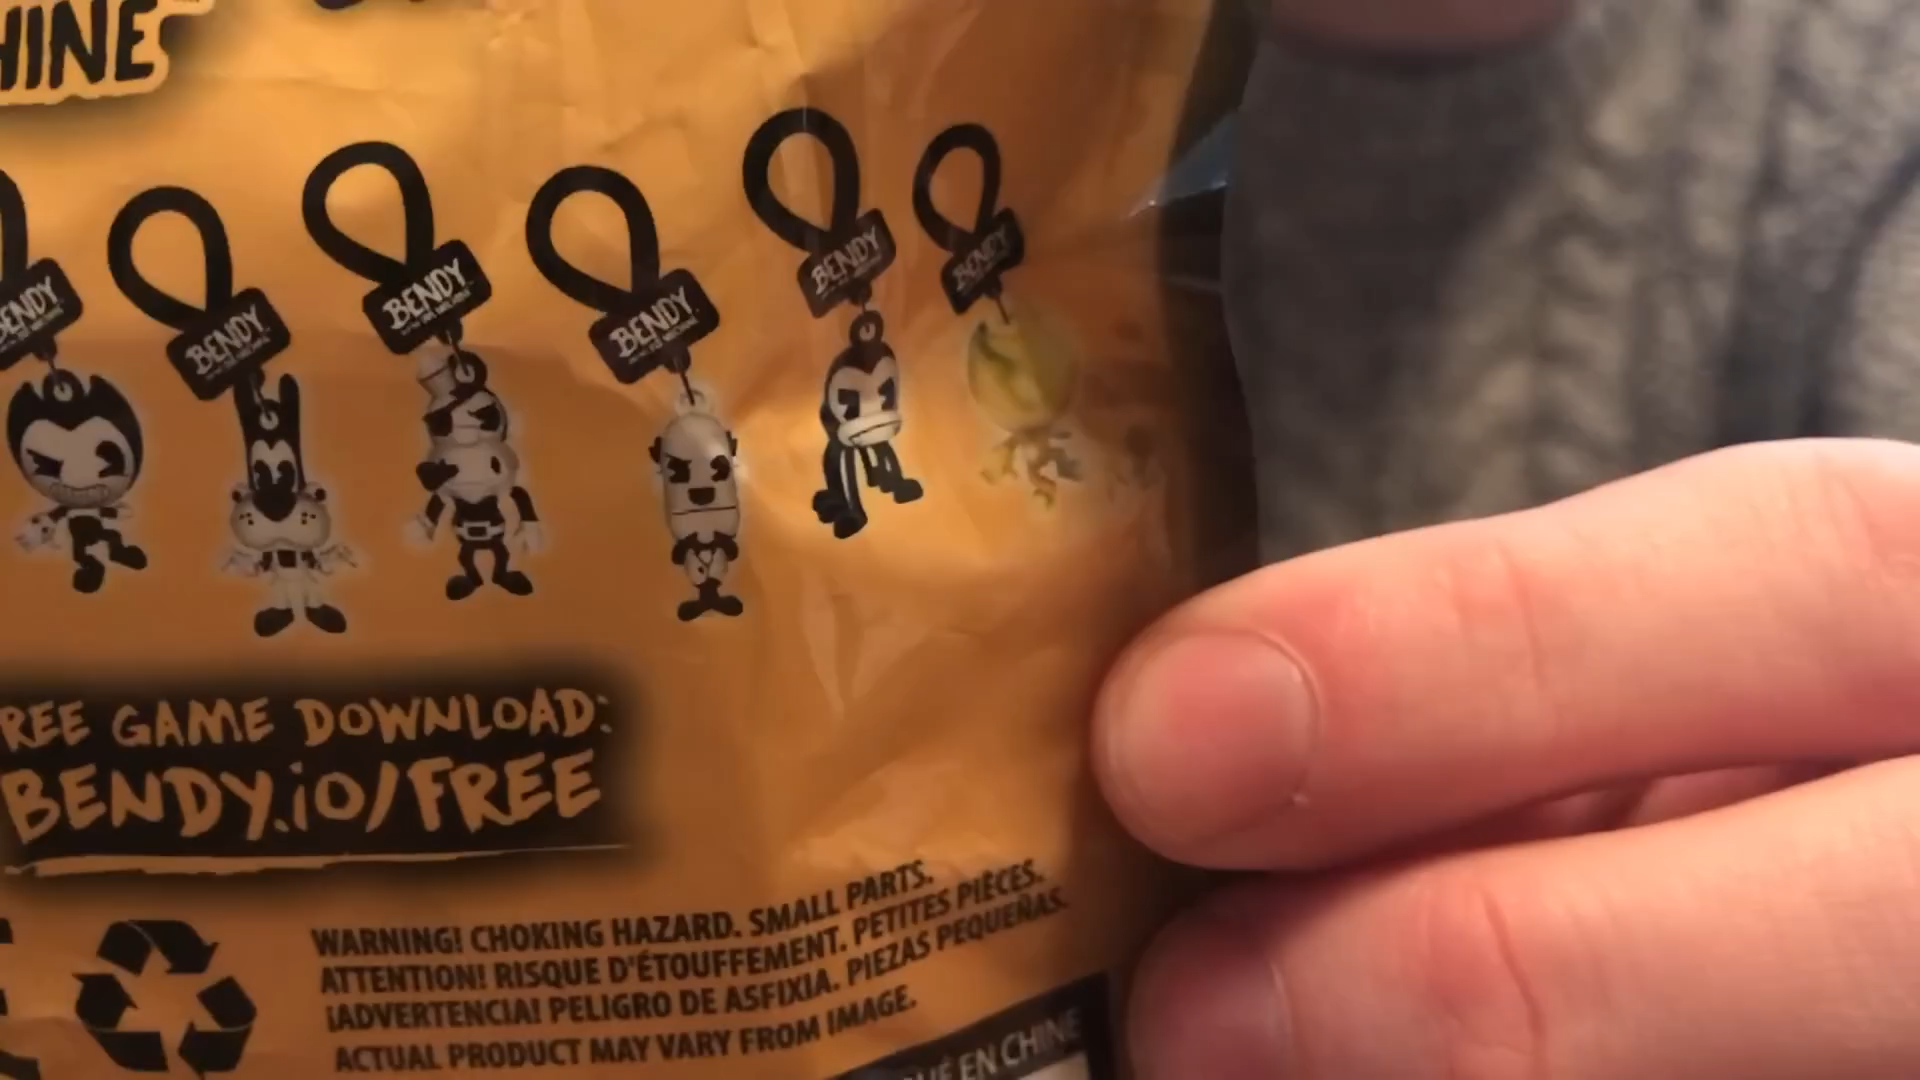 HINE
BENDY
BENDY
BENDY
BENDY
BENDY
BENDY
REE GAME DOWNLOAD:
BENDY.iO/FREE
WARNING! CHOKING HAZARD. SMALL PARTS.
ATTENTION! RISQUE D'ÉTOUFFEMENT. PETITES PIÈCES.
¡ADVERTENCIA! PELIGRO DE ASFIXIA. PIEZAS PEQUEÑAS.
ACTUAL PRODUCT MAY VARY FROM IMAGE.
UÉ EN CHINE